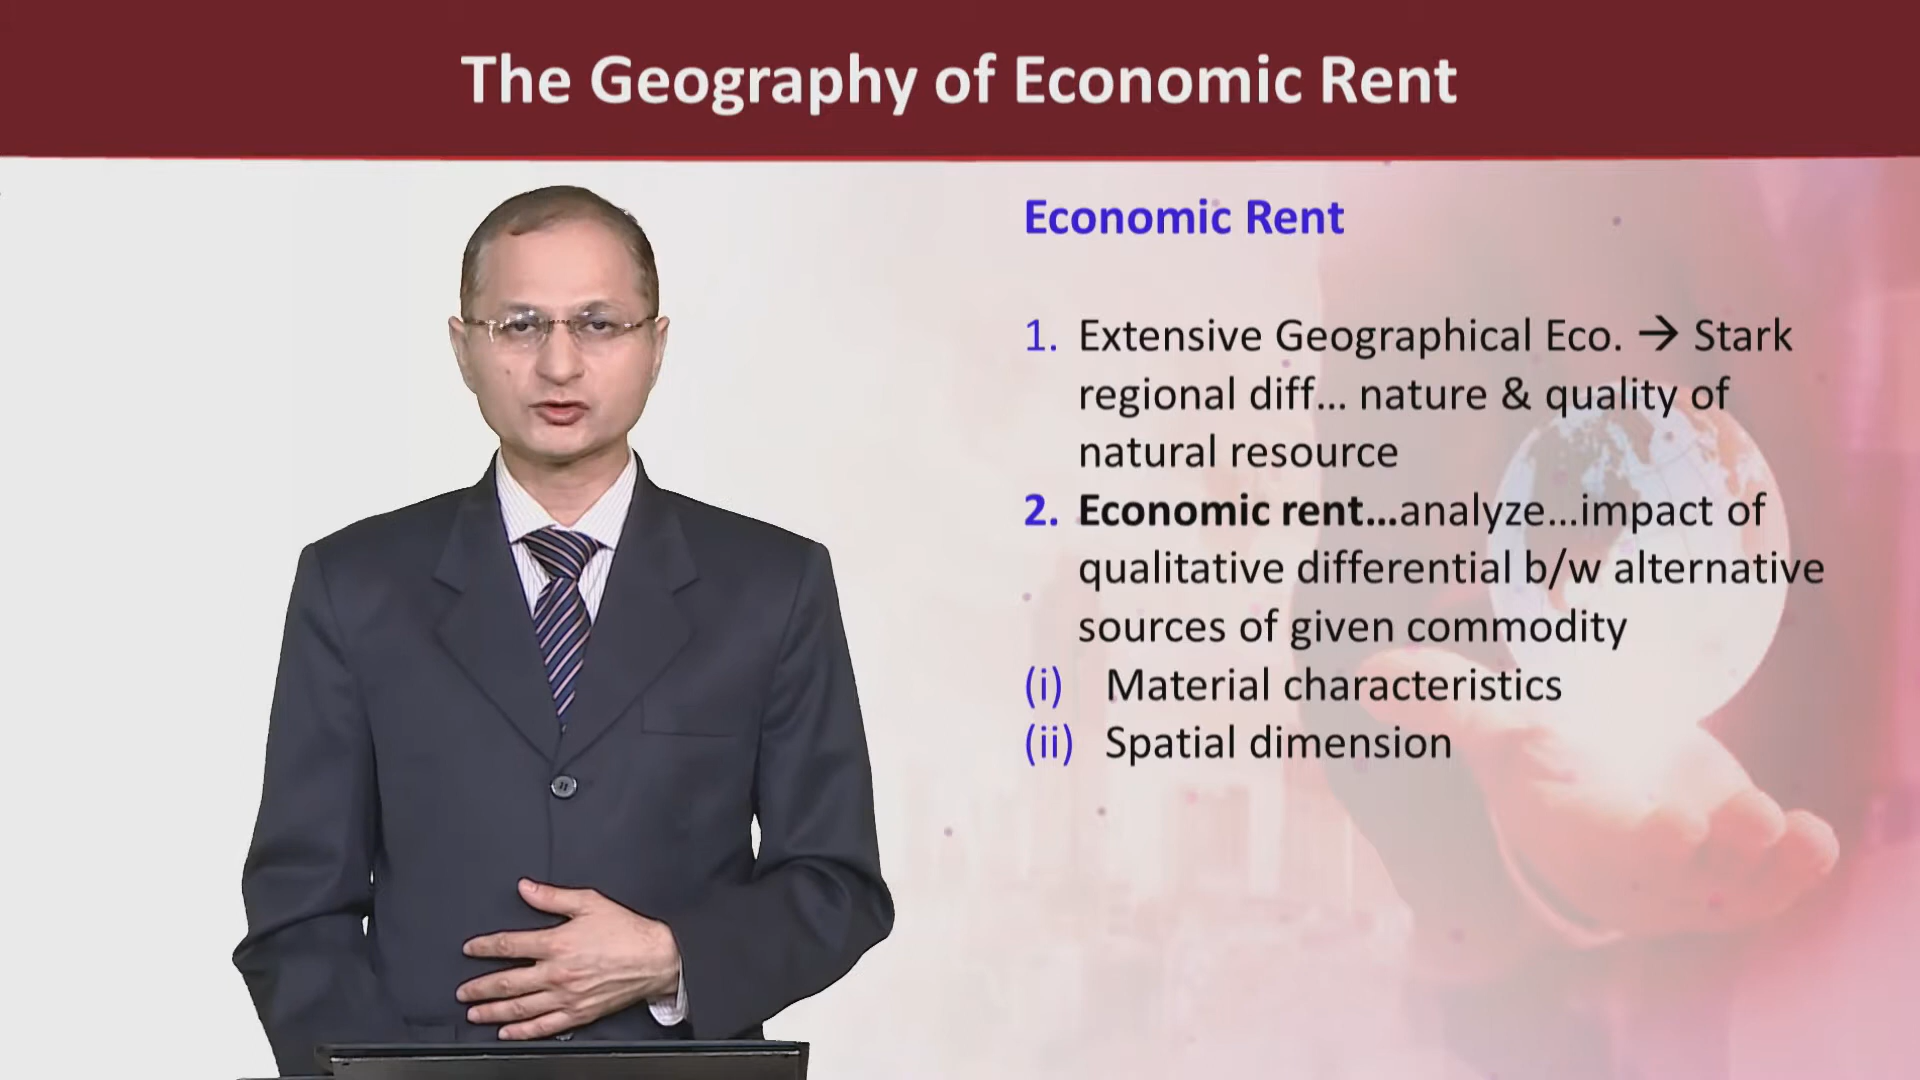 The Geography of Economic Rent
Economic Rent
1. Extensive Geographical Eco. → Stark
regional diff... nature & quality of
natural resource
2. Economic rent...analyze...impact of
qualitative differential b/w alternative
sources of given commodity
(i) Material characteristics
(ii) Spatial dimension